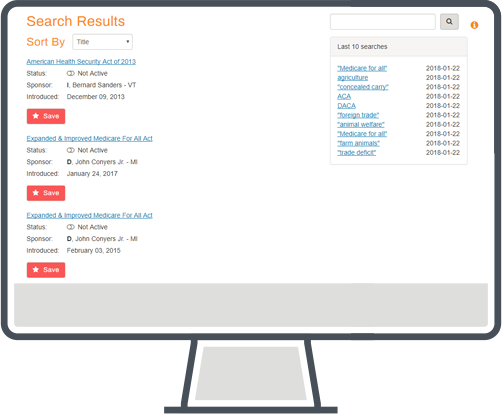 Search Results
Sort By Title
American Health Security Act of 2013
Status: Not Active
Sponsor: I, Bernard Sanders - VT
Introduced: December 09, 2013
Save
Expanded & Improved Medicare For All Act
Status: Not Active
Sponsor: D, John Conyers Jr. - MI
Introduced: January 24, 2017
Save
Expanded & Improved Medicare For All Act
Status: Not Active
Sponsor: D, John Conyers Jr. - MI
Introduced: February 03, 2015
Save
Last 10 searches
"Medicare for all" 2018-01-22
agriculture 2018-01-22
"concealed carry" 2018-01-22
ACA 2018-01-22
DACA 2018-01-22
"foreign trade" 2018-01-22
"animal welfare" 2018-01-22
"Medicare for all" 2018-01-22
"farm animals" 2018-01-22
"trade deficit" 2018-01-22